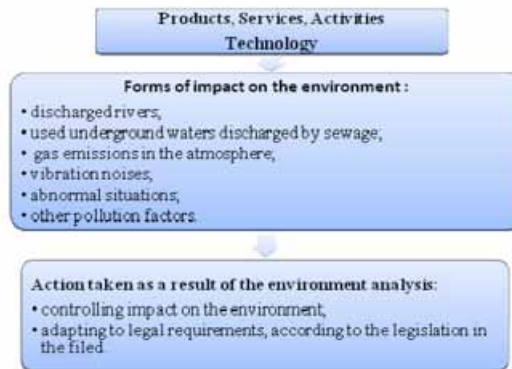 Products, Services, Activities
Technology
Forms of impact on the environment :
• discharged rivers;
• used underground waters discharged by sewage;
• gas emissions in the atmosphere;
• vibration noises;
• abnormal situations;
• other pollution factors.
Action taken as a result of the environment analysis:
• controlling impact on the environment;
• adapting to legal requirements, according to the legislation in
the filed.